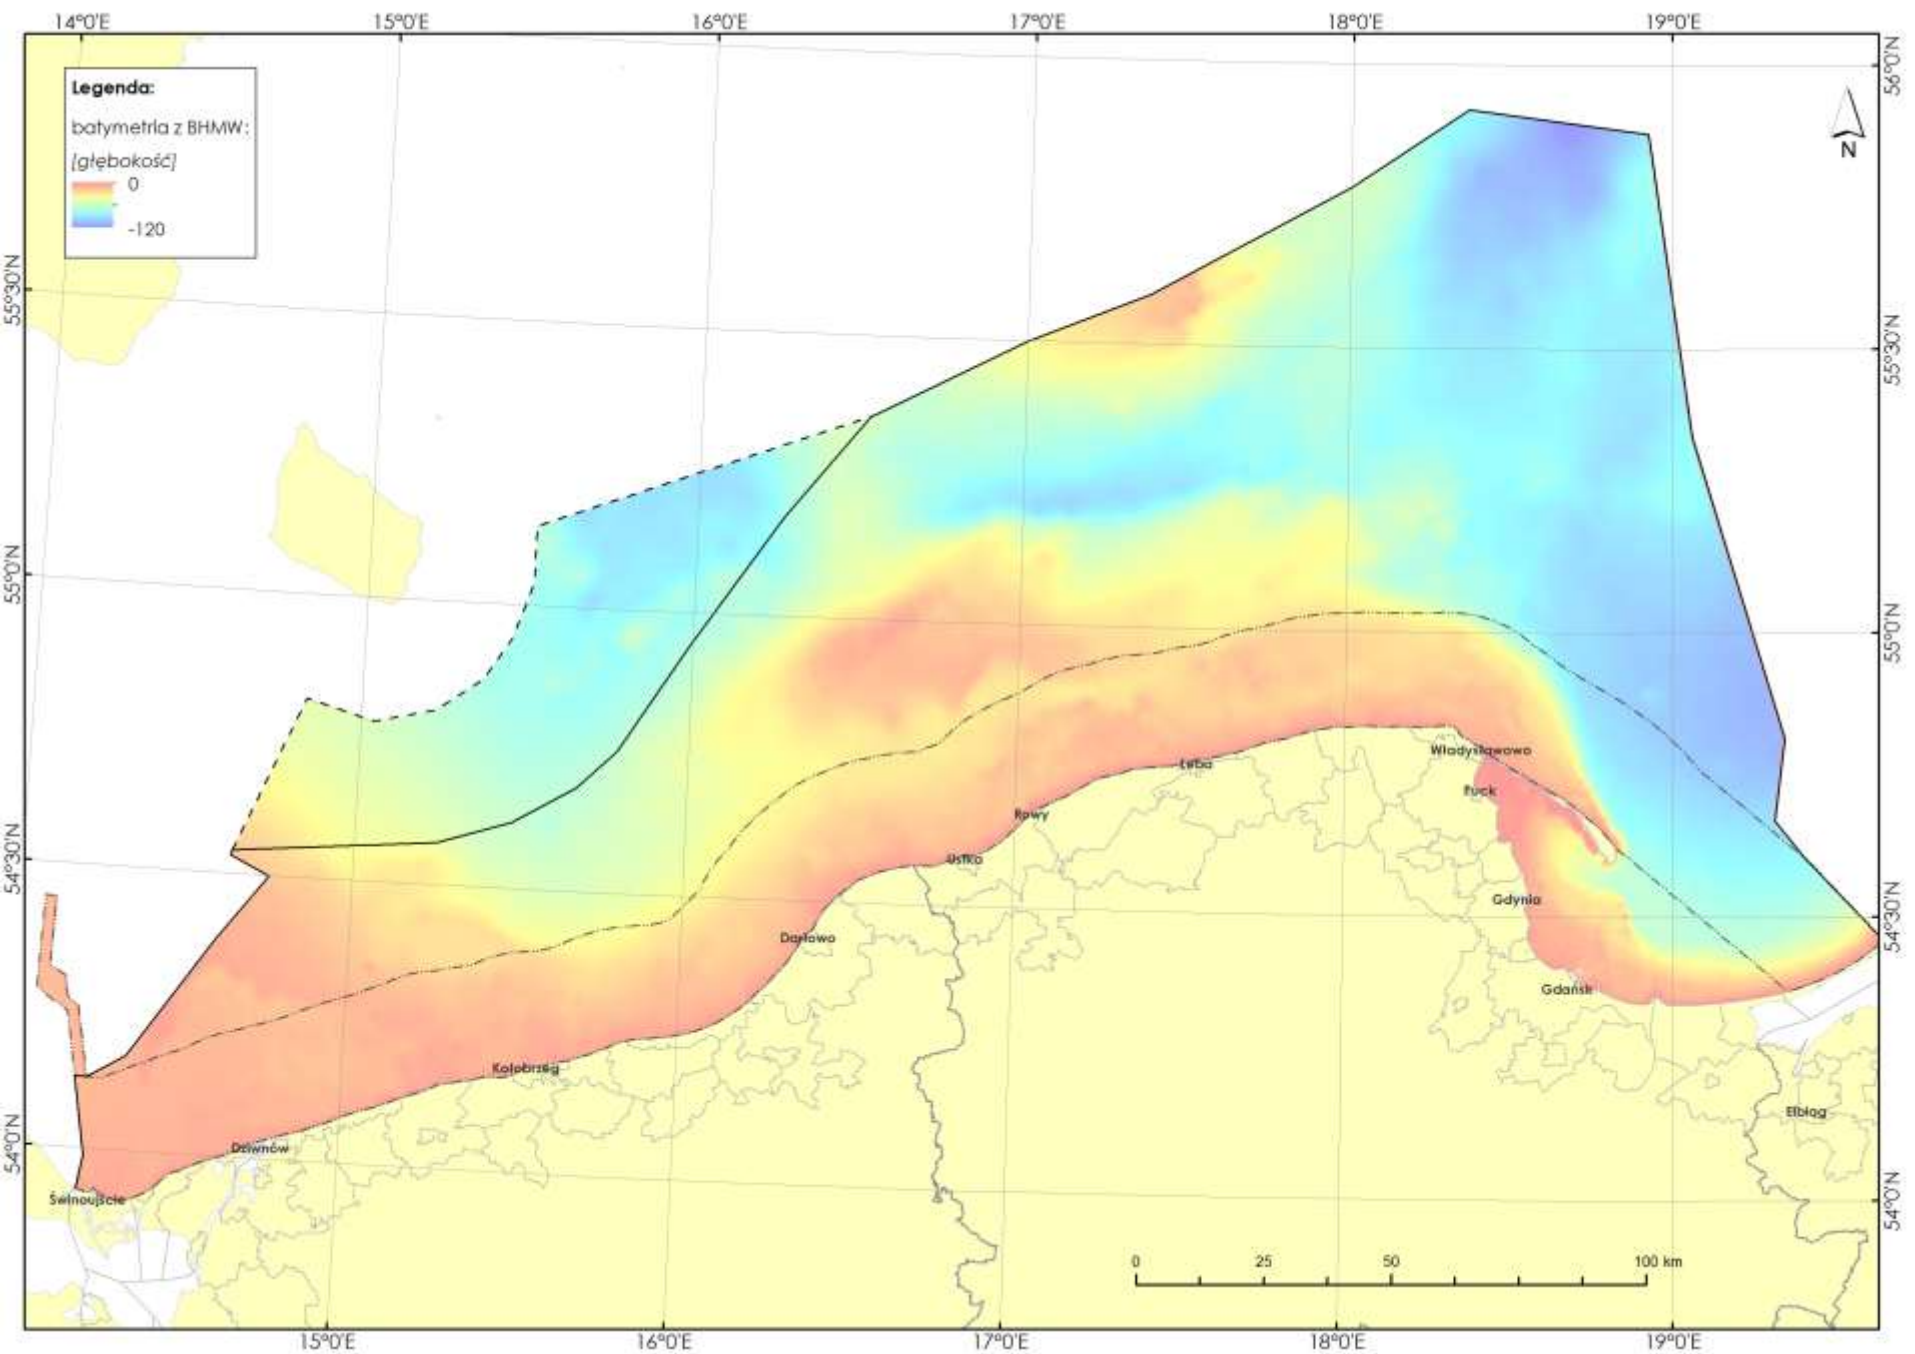 14°0'E 15°0'E 16°0'E 17°0'E 18°0'E 19°0'E
56°0'N
Legenda:
batymetria z BHMW:
[głębokość]
0
-120
N
55°30'N
55°30'N
55°0'N
55°0'N
Władysławowo
Łeba
Puck
Rowy
Ustka
54°30'N
Gdynia
54°30'N
Darłowo
Gdańsk
Kołobrzeg
Elbląg
54°0'N
Dziwnów
Świnoujście
54°0'N
0 25 50 100 km
15°0'E 16°0'E 17°0'E 18°0'E 19°0'E